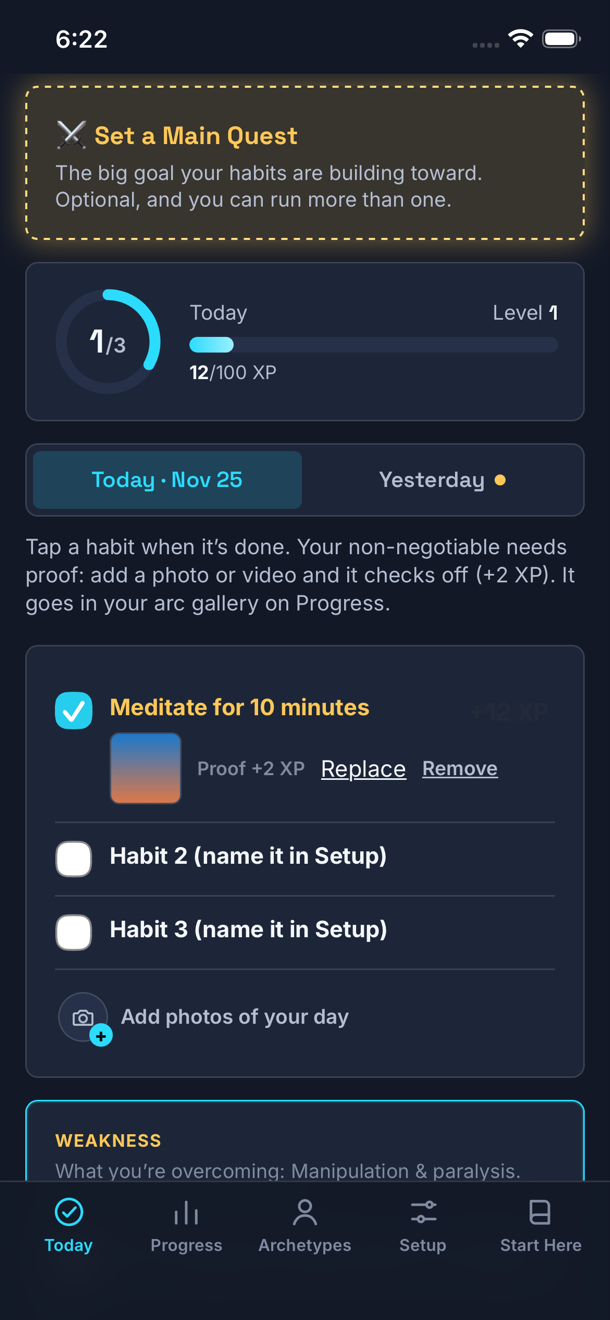 6:22
⚔️ Set a Main Quest
The big goal your habits are building toward.
Optional, and you can run more than one.
1/3
Today
Level 1
12/100 XP
Today · Nov 25
Yesterday
Tap a habit when it’s done. Your non-negotiable needs
proof: add a photo or video and it checks off (+2 XP). It
goes in your arc gallery on Progress.
Meditate for 10 minutes
+12 XP
Proof +2 XP Replace Remove
Habit 2 (name it in Setup)
Habit 3 (name it in Setup)
Add photos of your day
WEAKNESS
What you’re overcoming: Manipulation & paralysis.
Today Progress Archetypes Setup Start Here